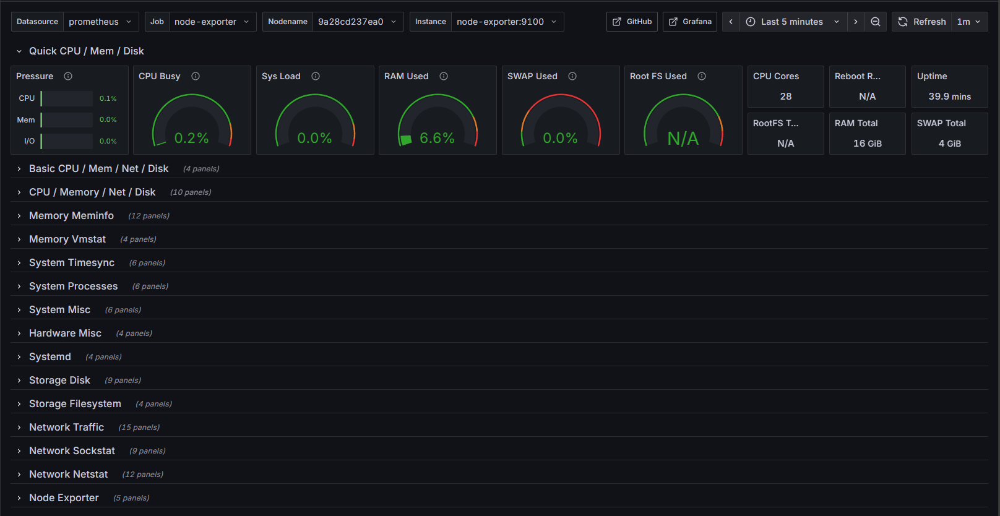 Datasource prometheus Job node-exporter Nodename 9a28cd237ea0 Instance node-exporter:9100 GitHub Grafana Last 5 minutes Refresh 1m
Quick CPU / Mem / Disk
Pressure
CPU 0.1%
Mem 0.0%
I/O 0.0%
CPU Busy
0.2%
Sys Load
0.0%
RAM Used
6.6%
SWAP Used
0.0%
Root FS Used
N/A
CPU Cores
28
Reboot R...
N/A
Uptime
39.9 mins
RootFS T...
N/A
RAM Total
16 GiB
SWAP Total
4 GiB
Basic CPU / Mem / Net / Disk (4 panels)
CPU / Memory / Net / Disk (10 panels)
Memory Meminfo (12 panels)
Memory Vmstat (4 panels)
System Timesync (6 panels)
System Processes (6 panels)
System Misc (6 panels)
Hardware Misc (4 panels)
Systemd (4 panels)
Storage Disk (9 panels)
Storage Filesystem (4 panels)
Network Traffic (15 panels)
Network Sockstat (9 panels)
Network Netstat (12 panels)
Node Exporter (5 panels)